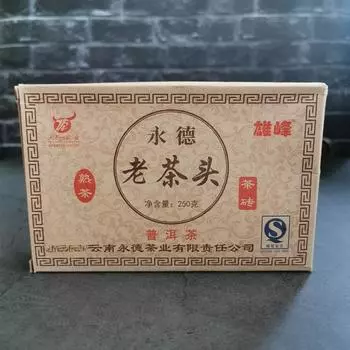 永德
雄峰
老茶头
熟茶
茶砖
净含量：250克
普洱茶
云南永德茶业有限责任公司